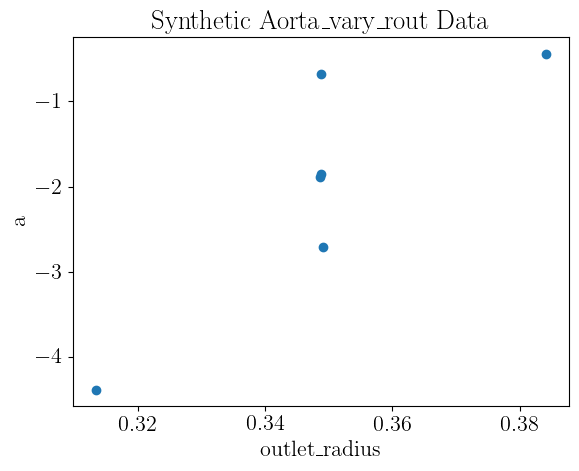 Synthetic Aorta_vary_rout Data
−1
−2
−3
−4
a
0.32
0.34
0.36
0.38
outlet_radius